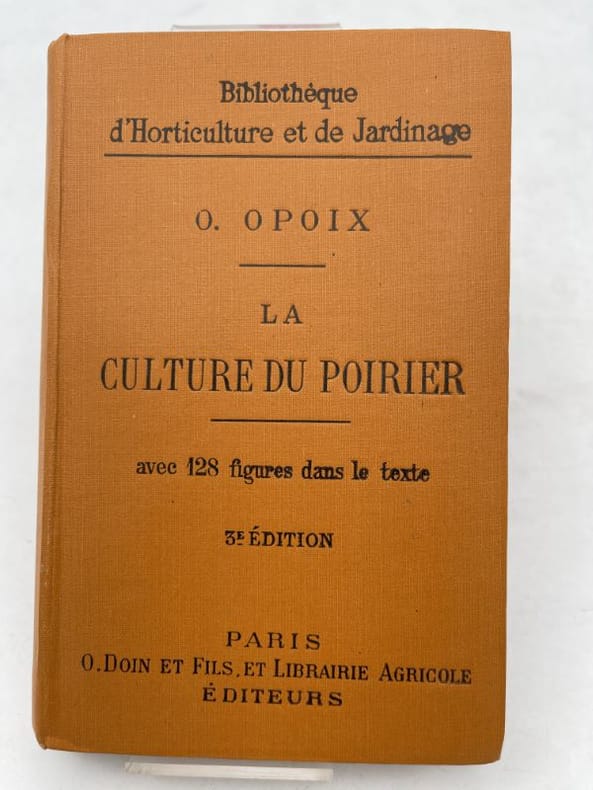 Bibliothèque
d'Horticulture et de Jardinage
O. OPOIX
LA
CULTURE DU POIRIER
avec 128 figures dans le texte
3E ÉDITION
PARIS
O. DOIN ET FILS, ET LIBRAIRIE AGRICOLE
ÉDITEURS